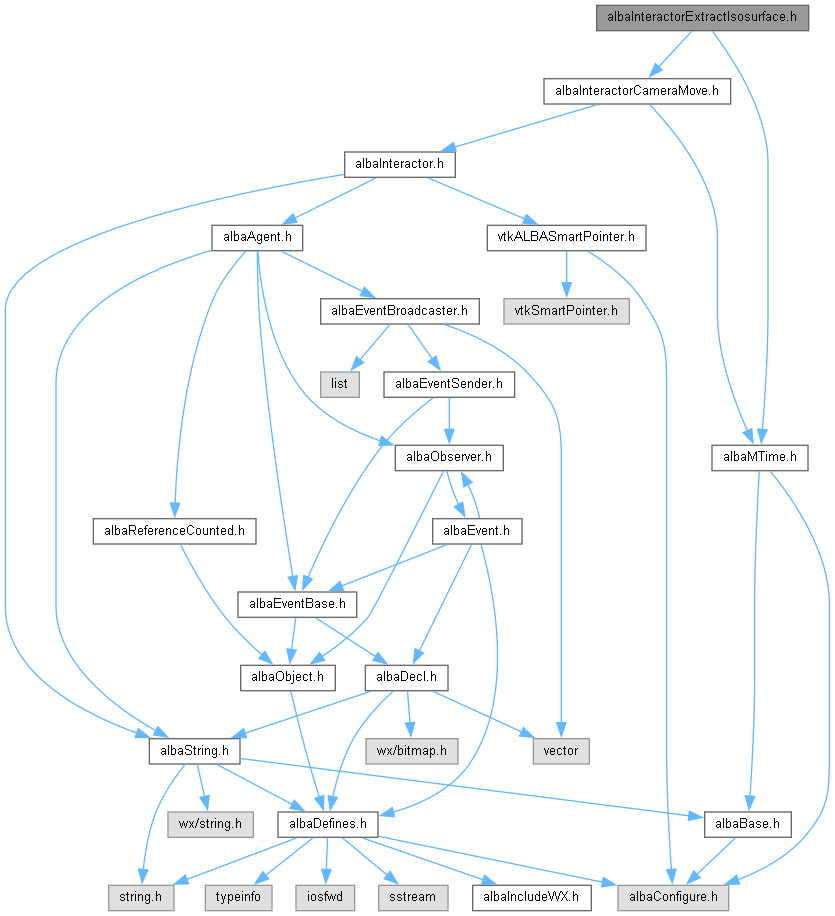 albaInteractorExtractIsosurface.h
albaInteractorCameraMove.h
albaInteractor.h
albaAgent.h
vtkALBASmartPointer.h
albaEventBroadcaster.h
vtkSmartPointer.h
list
albaEventSender.h
albaObserver.h
albaMTime.h
albaReferenceCounted.h
albaEvent.h
albaEventBase.h
albaObject.h
albaDecl.h
albaString.h
wx/bitmap.h
vector
wx/string.h
albaDefines.h
albaBase.h
string.h
typeinfo
iosfwd
sstream
albaIncludeWX.h
albaConfigure.h